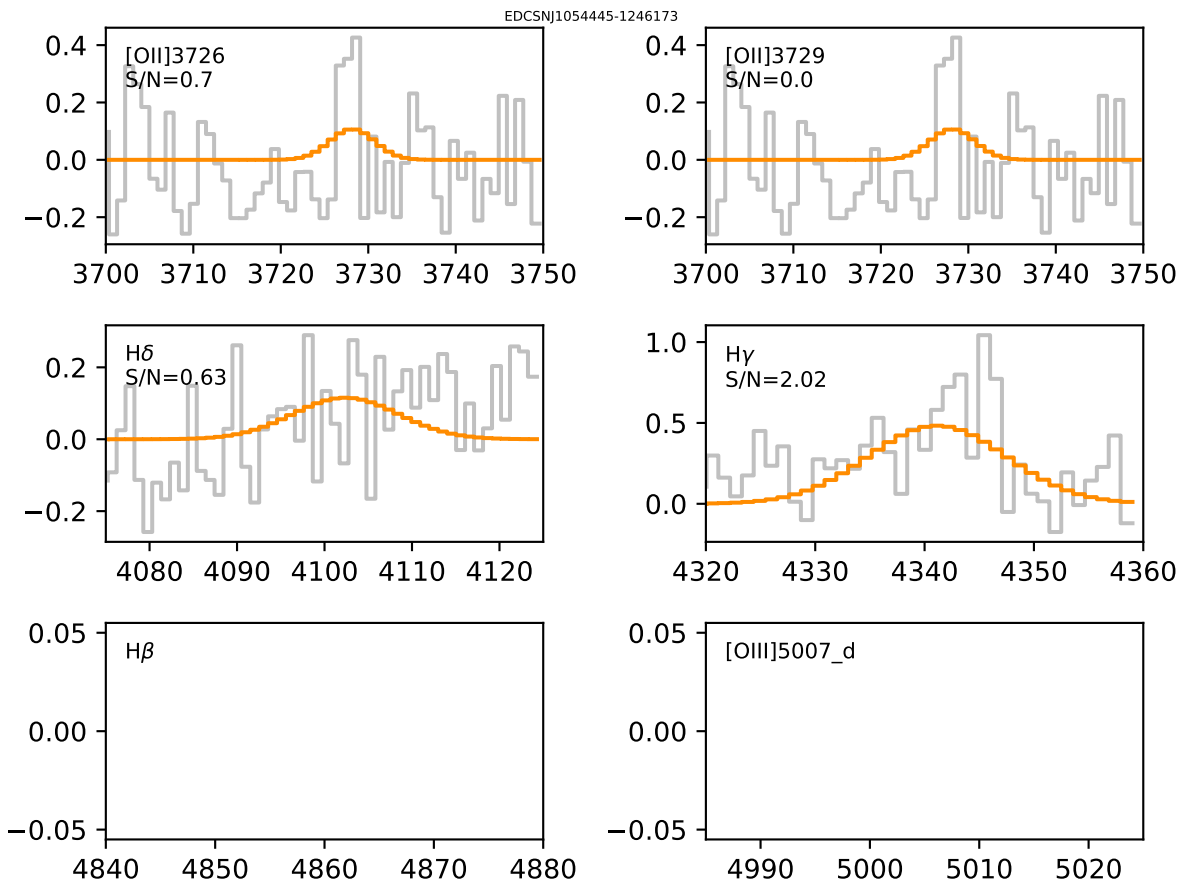 EDCSNJ1054445-1246173
[OII]3726
S/N=0.7
0.4
0.2
0.0
−0.2
3700 3710 3720 3730 3740 3750
[OII]3729
S/N=0.0
0.4
0.2
0.0
−0.2
3700 3710 3720 3730 3740 3750
Hδ
S/N=0.63
0.2
0.0
−0.2
4080 4090 4100 4110 4120
Hγ
S/N=2.02
1.0
0.5
0.0
4320 4330 4340 4350 4360
Hβ
0.05
0.00
−0.05
4840 4850 4860 4870 4880
[OIII]5007_d
0.05
0.00
−0.05
4990 5000 5010 5020